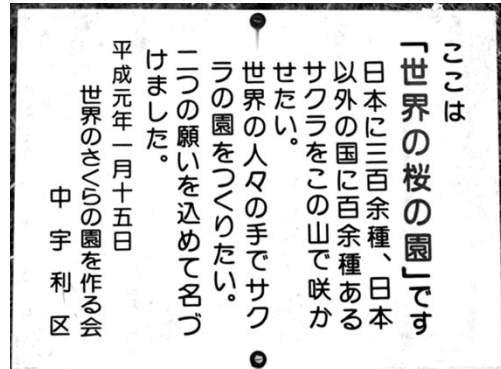 ここは
「世界の桜の園」です
日本に三百余種、日本
以外の国に百余種ある
サクラをこの山で咲か
せたい。
世界の人々の手でサク
ラの園をつくりたい。
二つの願いを込めて名づ
けました。
平成元年一月十五日
世界のさくらの園を作る会
中宇利区